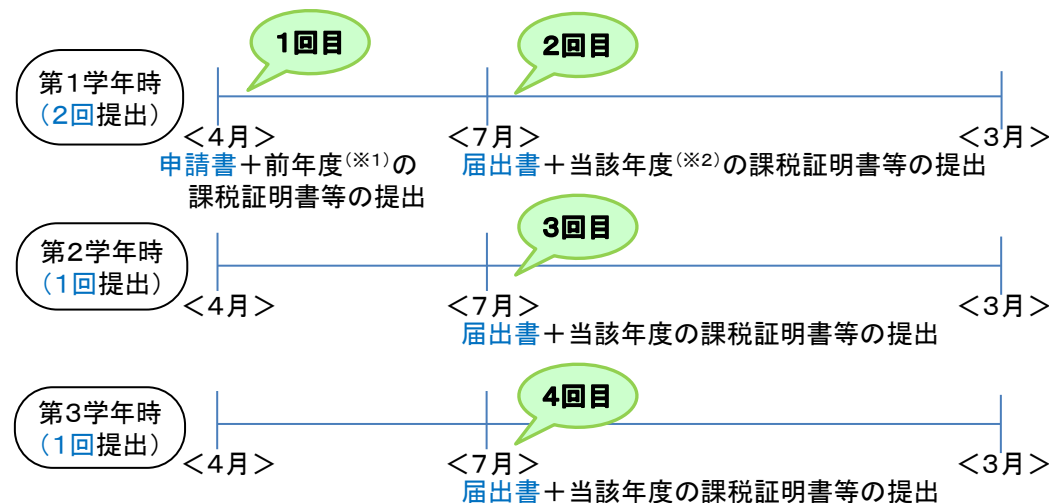 1回目
2回目
第1学年時
(2回提出)
<4月>
<7月>
<3月>
申請書+前年度(※1)の
課税証明書等の提出
届出書+当該年度(※2)の課税証明書等の提出
3回目
第2学年時
(1回提出)
<4月>
<7月>
<3月>
届出書+当該年度の課税証明書等の提出
4回目
第3学年時
(1回提出)
<4月>
<7月>
<3月>
届出書+当該年度の課税証明書等の提出